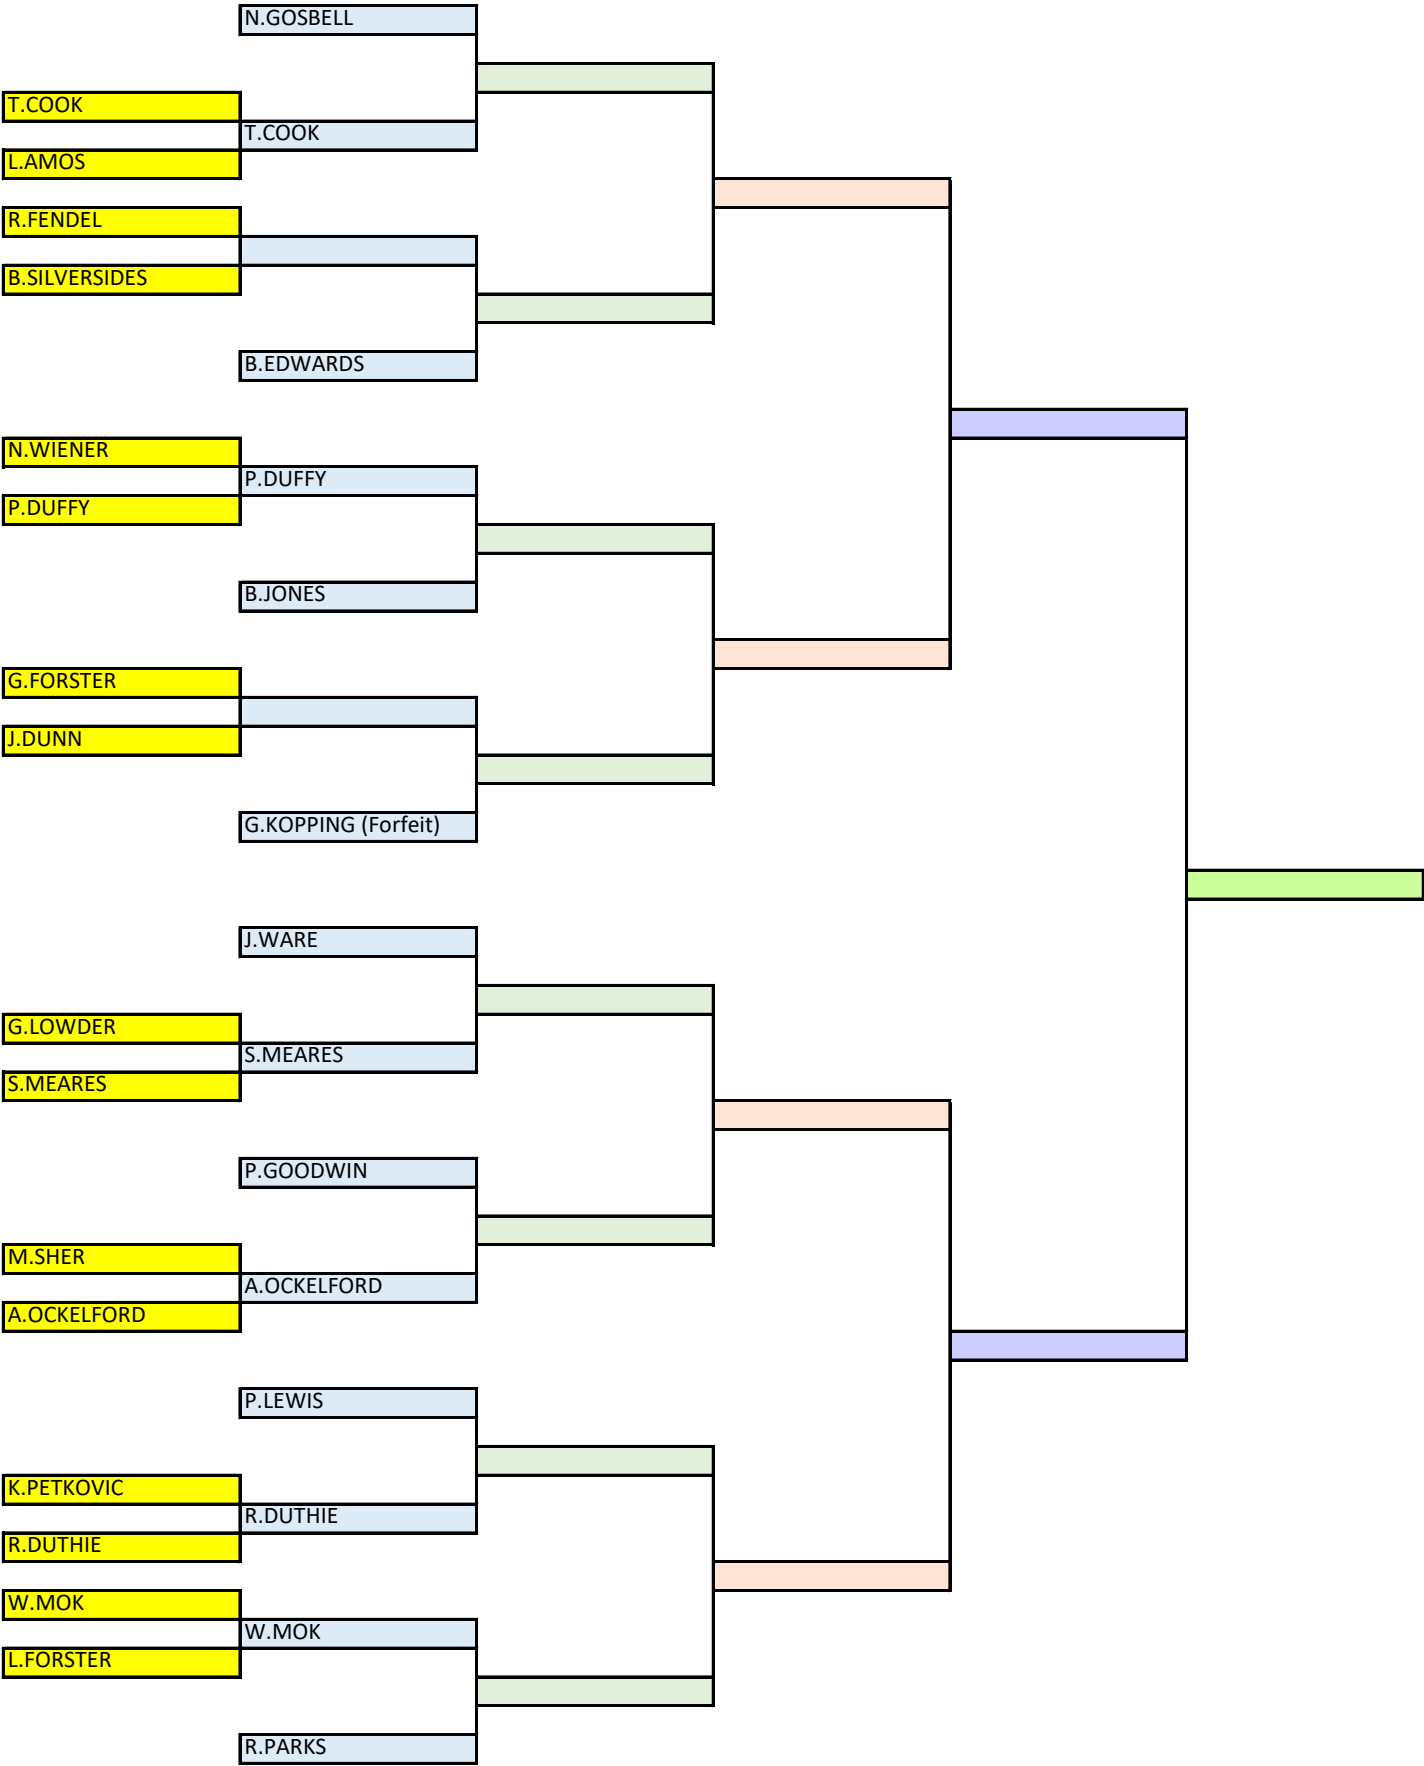 N.GOSBELL
T.COOK
T.COOK
L.AMOS
R.FENDEL
B.SILVERSIDES
B.EDWARDS
N.WIENER
P.DUFFY
P.DUFFY
B.JONES
G.FORSTER
J.DUNN
G.KOPPING (Forfeit)
J.WARE
G.LOWDER
S.MEARES
S.MEARES
P.GOODWIN
M.SHER
A.OCKELFORD
A.OCKELFORD
P.LEWIS
K.PETKOVIC
R.DUTHIE
R.DUTHIE
W.MOK
W.MOK
L.FORSTER
R.PARKS